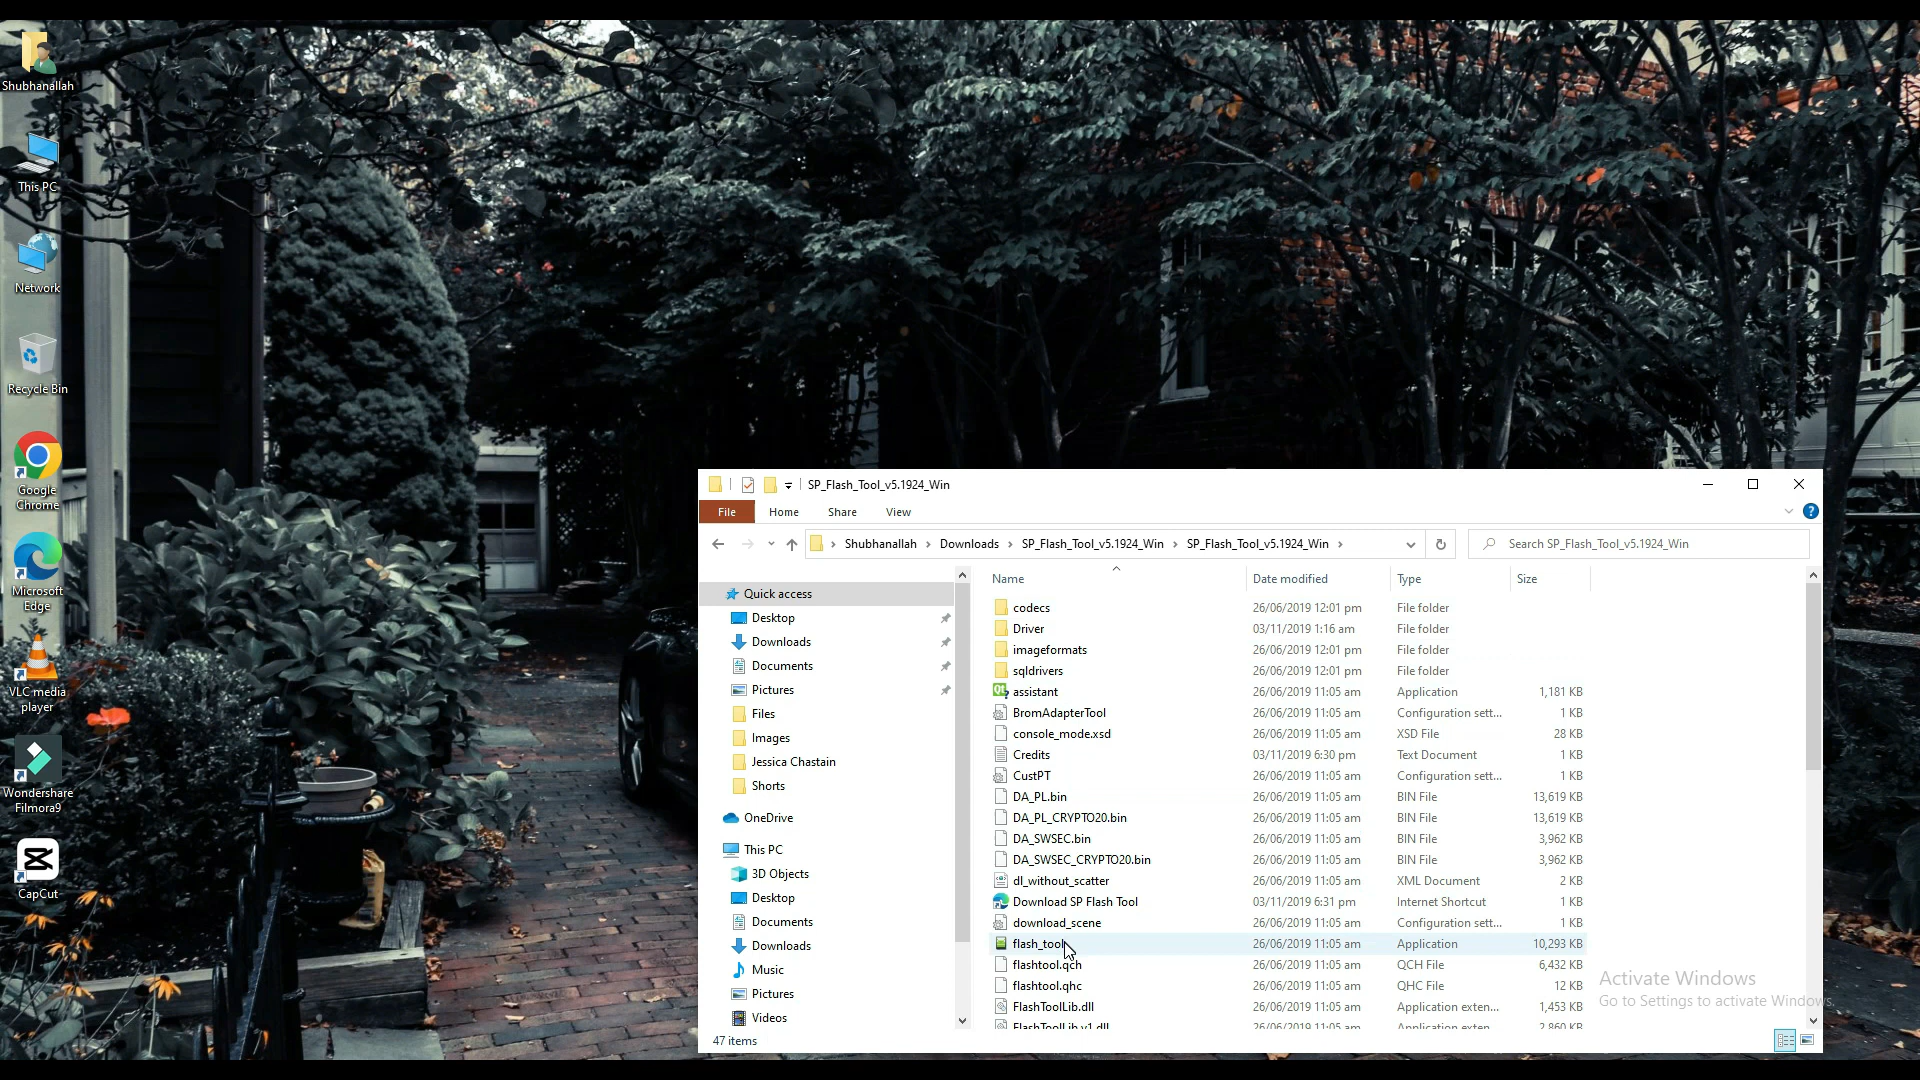 Shubhanallah
This PC
Network
Recycle Bin
Google
Chrome
Microsoft
Edge
VLC media
player
Wondershare
Filmora9
CapCut
SP_Flash_Tool_v5.1924_Win
File Home Share View
Shubhanallah > Downloads > SP_Flash_Tool_v5.1924_Win > SP_Flash_Tool_v5.1924_Win >
Search SP_Flash_Tool_v5.1924_Win
Quick access
Desktop
Downloads
Documents
Pictures
Files
Images
Jessica Chastain
Shorts
OneDrive
This PC
3D Objects
Desktop
Documents
Downloads
Music
Pictures
Videos
Name Date modified Type Size
codecs 26/06/2019 12:01 pm File folder
Driver 03/11/2019 1:16 am File folder
imageformats 26/06/2019 12:01 pm File folder
sqldrivers 26/06/2019 12:01 pm File folder
assistant 26/06/2019 11:05 am Application 1,181 KB
BromAdapterTool 26/06/2019 11:05 am Configuration sett... 1 KB
console_mode.xsd 26/06/2019 11:05 am XSD File 28 KB
Credits 03/11/2019 6:30 pm Text Document 1 KB
CustPT 26/06/2019 11:05 am Configuration sett... 1 KB
DA_PL.bin 26/06/2019 11:05 am BIN File 13,619 KB
DA_PL_CRYPTO20.bin 26/06/2019 11:05 am BIN File 13,619 KB
DA_SWSEC.bin 26/06/2019 11:05 am BIN File 3,962 KB
DA_SWSEC_CRYPTO20.bin 26/06/2019 11:05 am BIN File 3,962 KB
dl_without_scatter 26/06/2019 11:05 am XML Document 2 KB
Download SP Flash Tool 03/11/2019 6:31 pm Internet Shortcut 1 KB
download_scene 26/06/2019 11:05 am Configuration sett... 1 KB
flash_tool 26/06/2019 11:05 am Application 10,293 KB
flashtool.qch 26/06/2019 11:05 am QCH File 6,432 KB
flashtool.qhc 26/06/2019 11:05 am QHC File 12 KB
FlashToolLib.dll 26/06/2019 11:05 am Application exten... 1,453 KB
FlashToolLib.v1.dll 26/06/2019 11:05 am Application exten... 2,860 KB
47 items
Activate Windows
Go to Settings to activate Windows.